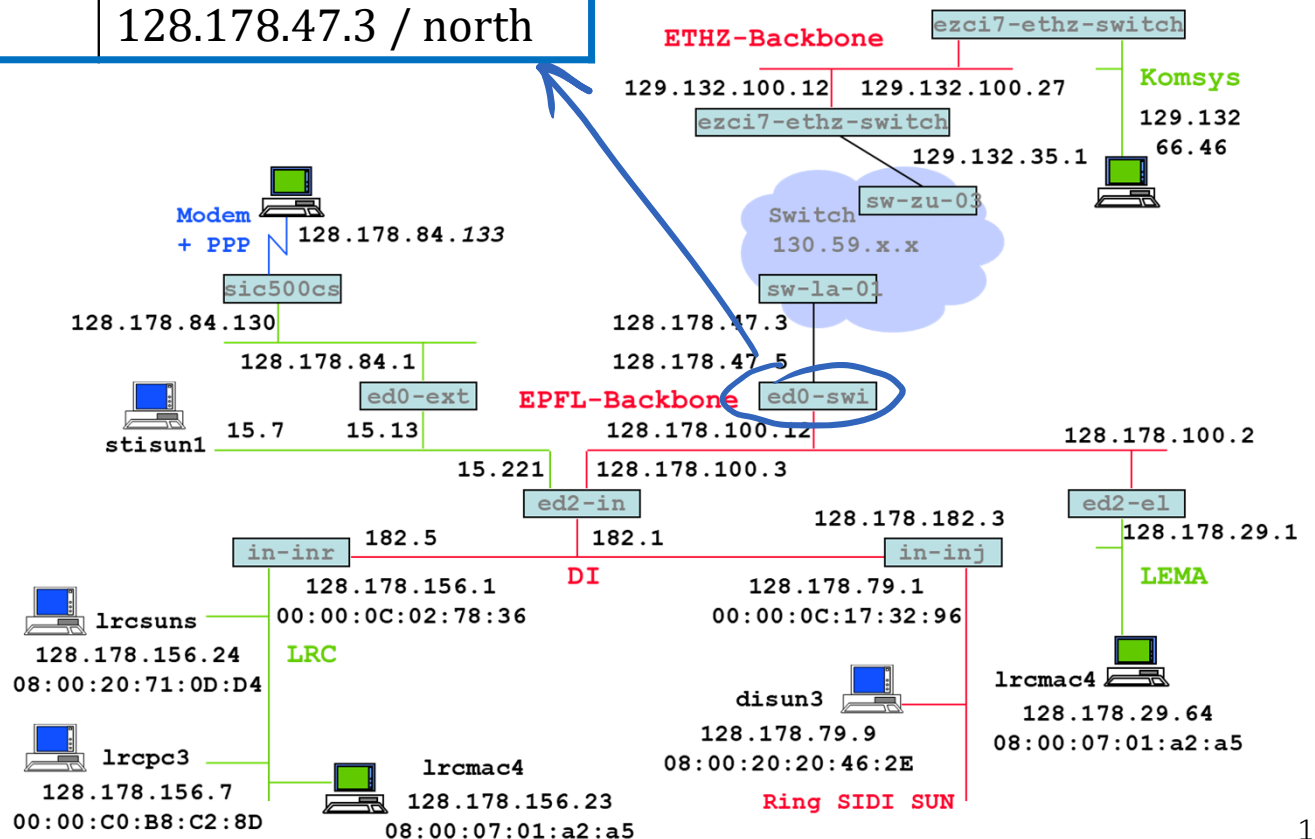 128.178.47.3 / north
ETHZ-Backbone
ezci7-ethz-switch
129.132.100.12
129.132.100.27
Komsys
129.132
66.46
ezci7-ethz-switch
129.132.35.1
sw-zu-03
Switch
130.59.x.x
sw-la-01
Modem
+ PPP
128.178.84.133
sic500cs
128.178.84.130
128.178.47.3
128.178.84.1
128.178.47.5
ed0-ext
EPFL-Backbone
ed0-swi
stisun1
15.7
15.13
128.178.100.12
128.178.100.2
15.221
128.178.100.3
ed2-in
ed2-el
182.5
182.1
128.178.182.3
128.178.29.1
in-inr
in-inj
DI
LEMA
128.178.156.1
00:00:0C:02:78:36
128.178.79.1
00:00:0C:17:32:96
lrcsuns
128.178.156.24
08:00:20:71:0D:D4
LRC
disun3
128.178.79.9
08:00:20:20:46:2E
lrcmac4
128.178.29.64
08:00:07:01:a2:a5
lrcpc3
128.178.156.7
00:00:C0:B8:C2:8D
lrcmac4
128.178.156.23
08:00:07:01:a2:a5
Ring SIDI SUN
1